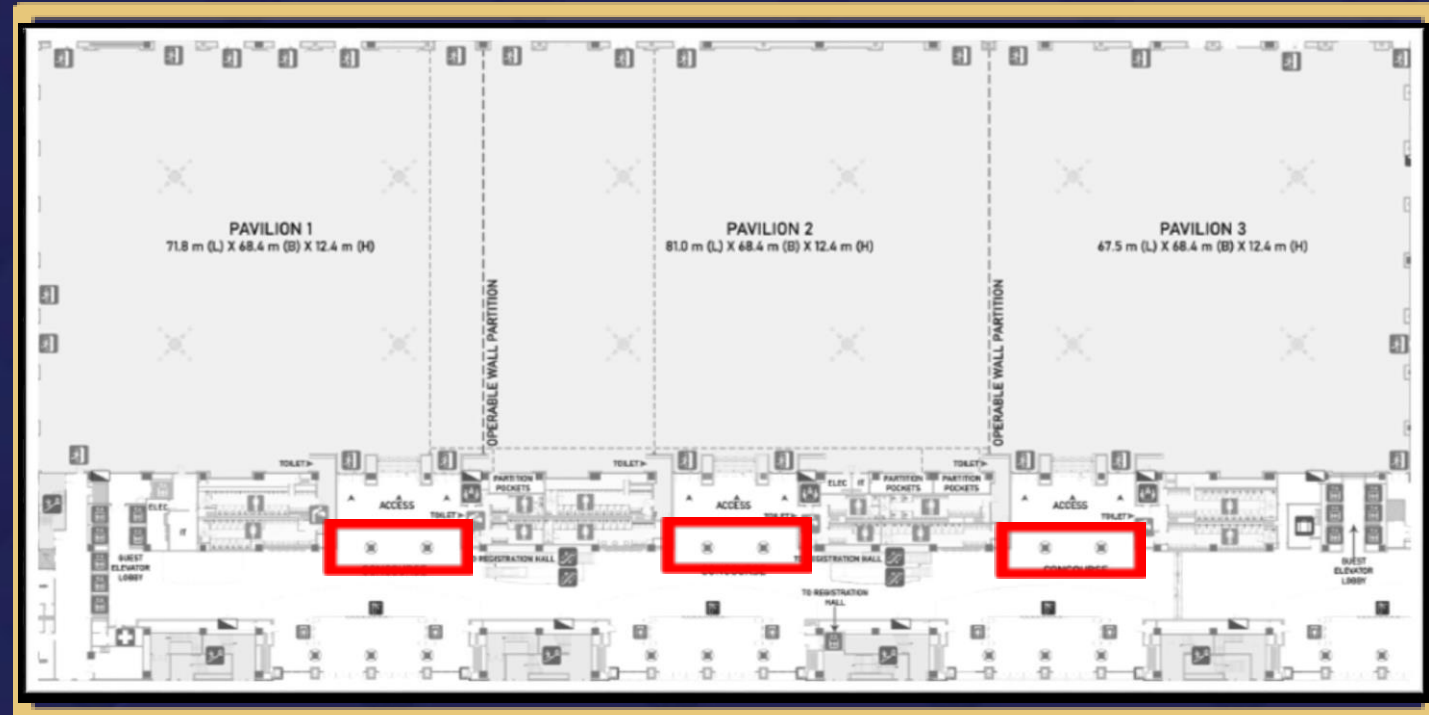 PAVILION 1
71.8 m (L) X 68.4 m (B) X 12.4 m (H)
PAVILION 2
81.0 m (L) X 68.4 m (B) X 12.4 m (H)
PAVILION 3
67.5 m (L) X 68.4 m (B) X 12.4 m (H)
OPERABLE WALL PARTITION
OPERABLE WALL PARTITION
TOILET
TOILET
TOILET
PARTITION
POCKETS
ELEC
IT
PARTITION
POCKETS
PARTITION
POCKETS
ELEC
IT
ACCESS
ACCESS
ACCESS
TOILET
TOILET
TOILET
GUEST
ELEVATOR
LOBBY
REGISTRATION HALL
REGISTRATION HALL
GUEST
ELEVATOR
LOBBY
TO REGISTRATION
HALL